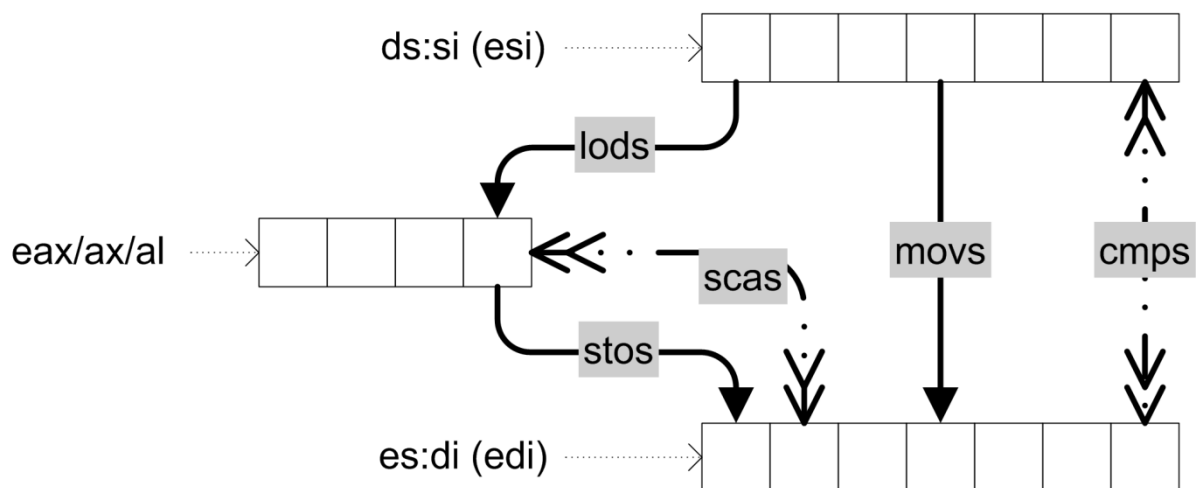 ds:si (esi)
lods
eax/ax/al
scas
movs
cmps
stos
es:di (edi)